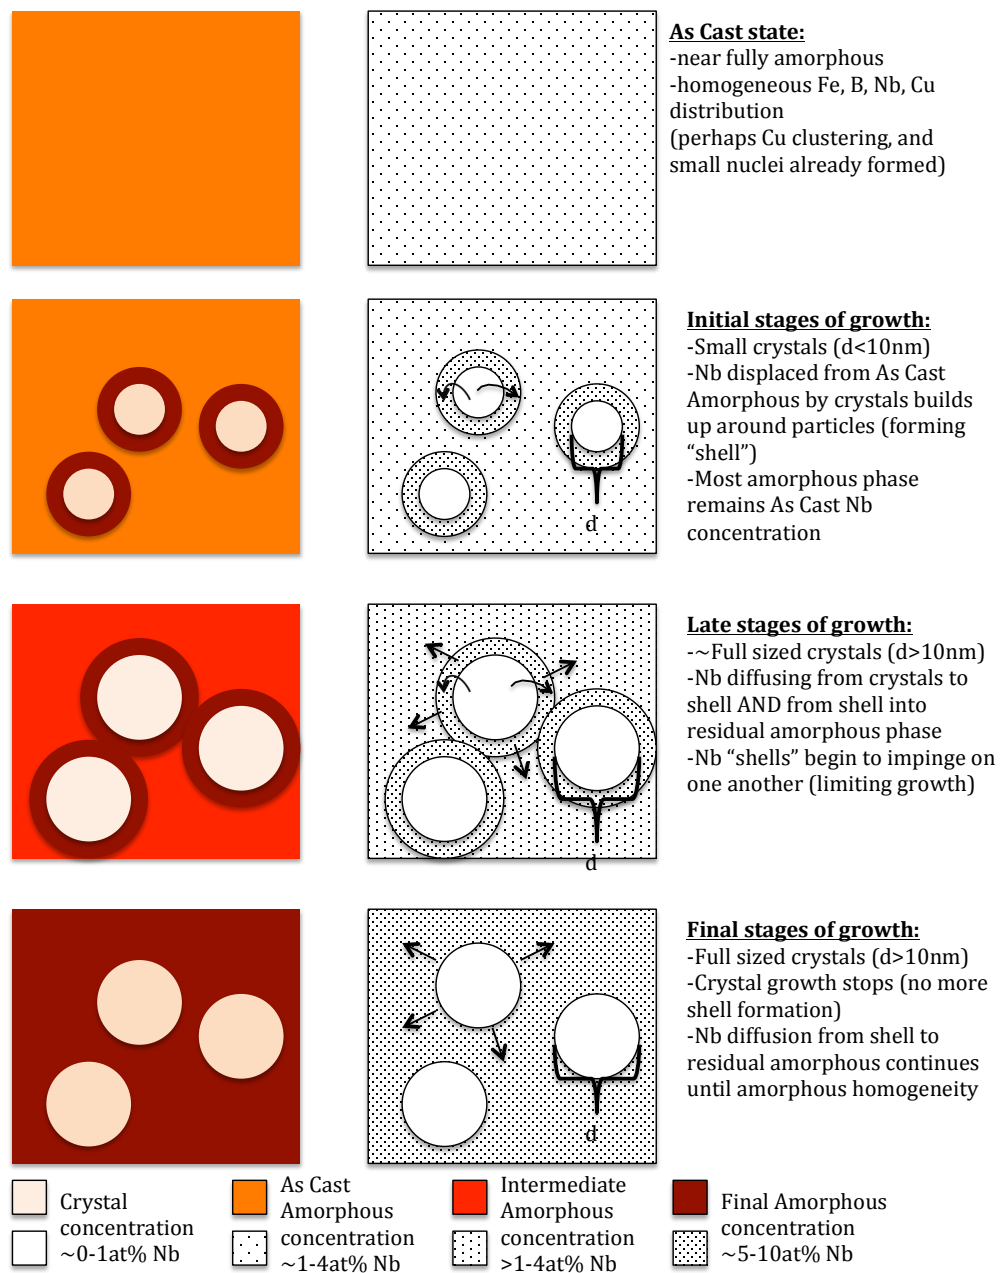 As Cast state:
-near fully amorphous
-homogeneous Fe, B, Nb, Cu
distribution
(perhaps Cu clustering, and
small nuclei already formed)
Initial stages of growth:
-Small crystals (d<10nm)
-Nb displaced from As Cast
Amorphous by crystals builds
up around particles (forming
“shell”)
-Most amorphous phase
remains As Cast Nb
concentration
d
Late stages of growth:
-~Full sized crystals (d>10nm)
-Nb diffusing from crystals to
shell AND from shell into
residual amorphous phase
-Nb “shells” begin to impinge on
one another (limiting growth)
d
Final stages of growth:
-Full sized crystals (d>10nm)
-Crystal growth stops (no more
shell formation)
-Nb diffusion from shell to
residual amorphous continues
until amorphous homogeneity
d
Crystal
concentration
~0-1at% Nb
As Cast
Amorphous
concentration
~1-4at% Nb
Intermediate
Amorphous
concentration
>1-4at% Nb
Final Amorphous
concentration
~5-10at% Nb